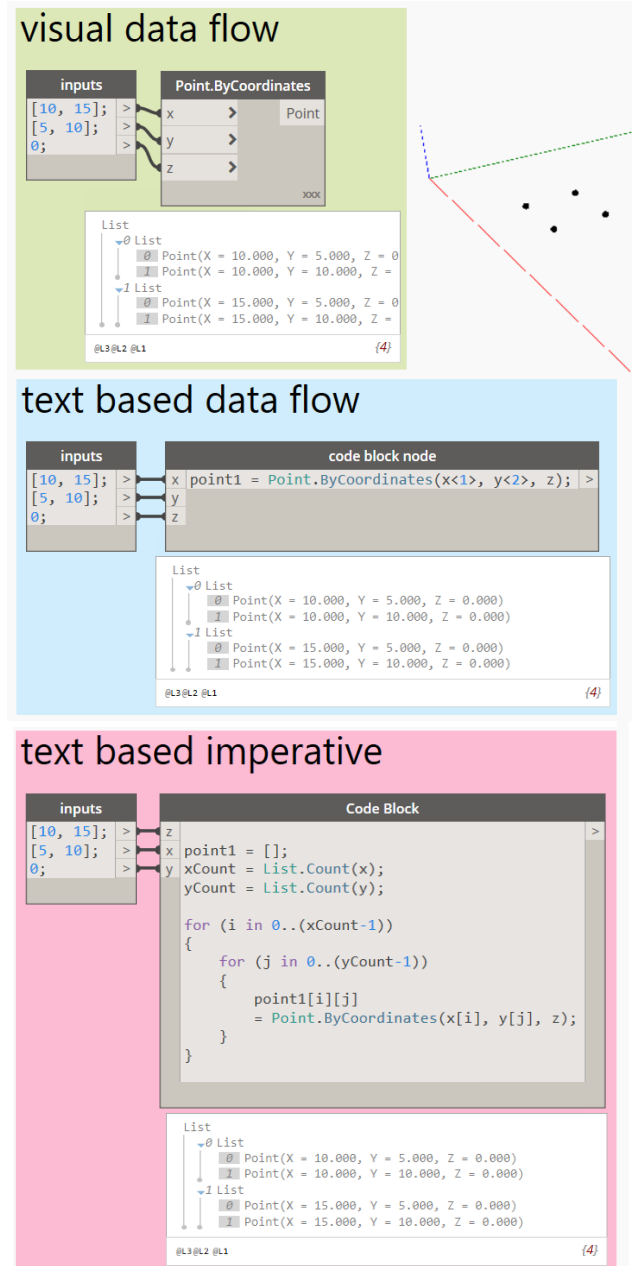 visual data flow
inputs
[10, 15]; >
[5, 10]; >
0; >
Point.ByCoordinates
x > Point
y >
z >
xxx
List
0 List
0 Point(X = 10.000, Y = 5.000, Z = 0
1 Point(X = 10.000, Y = 10.000, Z =
1 List
0 Point(X = 15.000, Y = 5.000, Z = 0
1 Point(X = 15.000, Y = 10.000, Z =
@L3 @L2 @L1 {4}
text based data flow
inputs
[10, 15]; >
[5, 10]; >
0; >
code block node
x point1 = Point.ByCoordinates(x<1>, y<2>, z); >
y
z
List
0 List
0 Point(X = 10.000, Y = 5.000, Z = 0.000)
1 Point(X = 10.000, Y = 10.000, Z = 0.000)
1 List
0 Point(X = 15.000, Y = 5.000, Z = 0.000)
1 Point(X = 15.000, Y = 10.000, Z = 0.000)
@L3 @L2 @L1 {4}
text based imperative
inputs
[10, 15]; >
[5, 10]; >
0; >
Code Block
z >
x point1 = [];
y xCount = List.Count(x);
yCount = List.Count(y);
for (i in 0..(xCount-1))
{
for (j in 0..(yCount-1))
{
point1[i][j]
= Point.ByCoordinates(x[i], y[j], z);
}
}
List
0 List
0 Point(X = 10.000, Y = 5.000, Z = 0.000)
1 Point(X = 10.000, Y = 10.000, Z = 0.000)
1 List
0 Point(X = 15.000, Y = 5.000, Z = 0.000)
1 Point(X = 15.000, Y = 10.000, Z = 0.000)
@L3 @L2 @L1 {4}